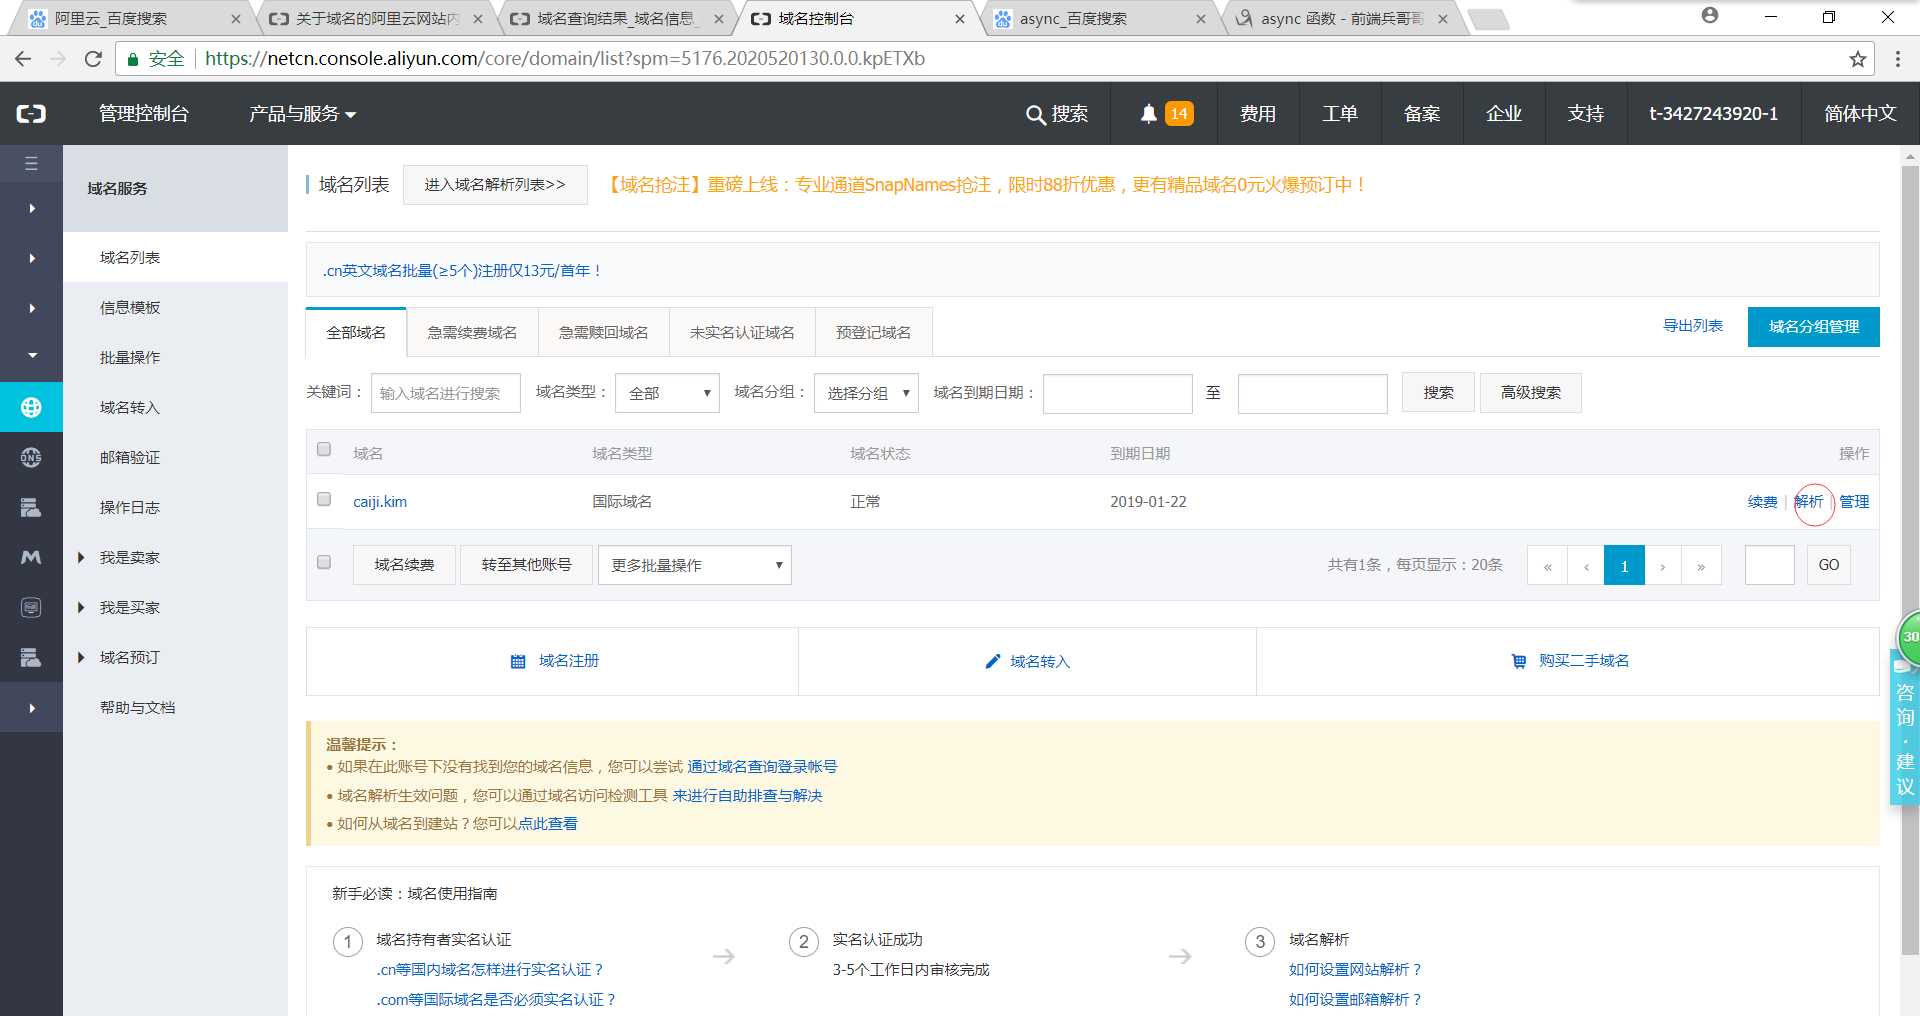 阿里云_百度搜索
关于域名的阿里云网站内
域名查询结果_域名信息_
域名控制台
async_百度搜索
async 函数 - 前端兵哥哥
安全
https://netcn.console.aliyun.com/core/domain/list?spm=5176.2020520130.0.0.kpETXb
管理控制台
产品与服务
搜索
14
费用
工单
备案
企业
支持
t-3427243920-1
简体中文
域名服务
域名列表
信息模板
批量操作
域名转入
邮箱验证
操作日志
我是卖家
我是买家
域名预订
帮助与文档
DNS
域名列表
进入域名解析列表>>
【域名抢注】重磅上线：专业通道SnapNames抢注，限时88折优惠，更有精品域名0元火爆预订中！
.cn英文域名批量(≥5个)注册仅13元/首年！
全部域名
急需续费域名
急需赎回域名
未实名认证域名
预登记域名
导出列表
域名分组管理
关键词：
输入域名进行搜索
域名类型：
全部
域名分组：
选择分组
域名到期日期：
至
搜索
高级搜索
域名
域名类型
域名状态
到期日期
操作
caiji.kim
国际域名
正常
2019-01-22
续费 | 解析 | 管理
域名续费
转至其他账号
更多批量操作
共有1条，每页显示：20条
«
‹
1
›
»
GO
域名注册
域名转入
购买二手域名
30
咨询·建议
温馨提示：
• 如果在此账号下没有找到您的域名信息，您可以尝试 通过域名查询登录帐号
• 域名解析生效问题，您可以通过域名访问检测工具 来进行自助排查与解决
• 如何从域名到建站？您可以点此查看
新手必读：域名使用指南
1
域名持有者实名认证
.cn等国内域名怎样进行实名认证？
.com等国际域名是否必须实名认证？
2
实名认证成功
3-5个工作日内审核完成
3
域名解析
如何设置网站解析？
如何设置邮箱解析？